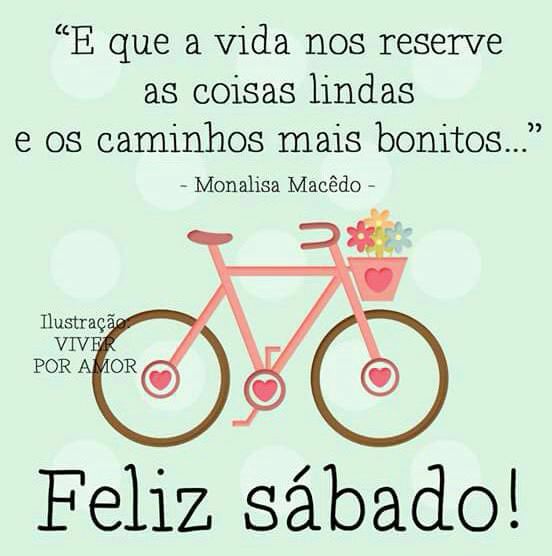 “E que a vida nos reserve
as coisas lindas
e os caminhos mais bonitos...”
- Monalisa Macêdo -
Ilustração:
VIVER
POR AMOR
Feliz sábado!